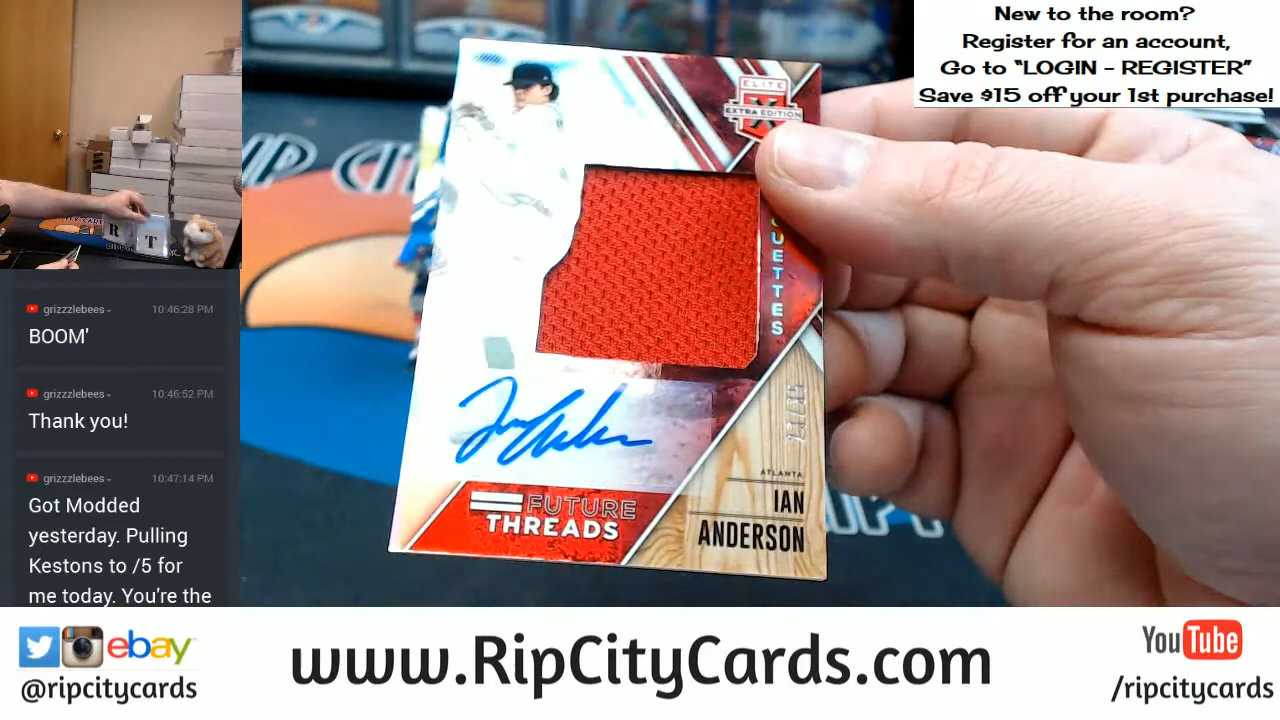 New to the room?
Register for an account,
Go to “LOGIN - REGISTER”
Save $15 off your 1st purchase!
R T
grizzzlebees
10:46:28 PM
BOOM'
grizzzlebees
10:46:52 PM
Thank you!
grizzzlebees
10:47:14 PM
Got Modded
yesterday. Pulling
Kestons to /5 for
me today. You're the
ELITE
EXTRA EDITION
ATLANTA
IAN
ANDERSON
FUTURE
THREADS
ebay
@ripcitycards
www.RipCityCards.com
YouTube
/ripcitycards